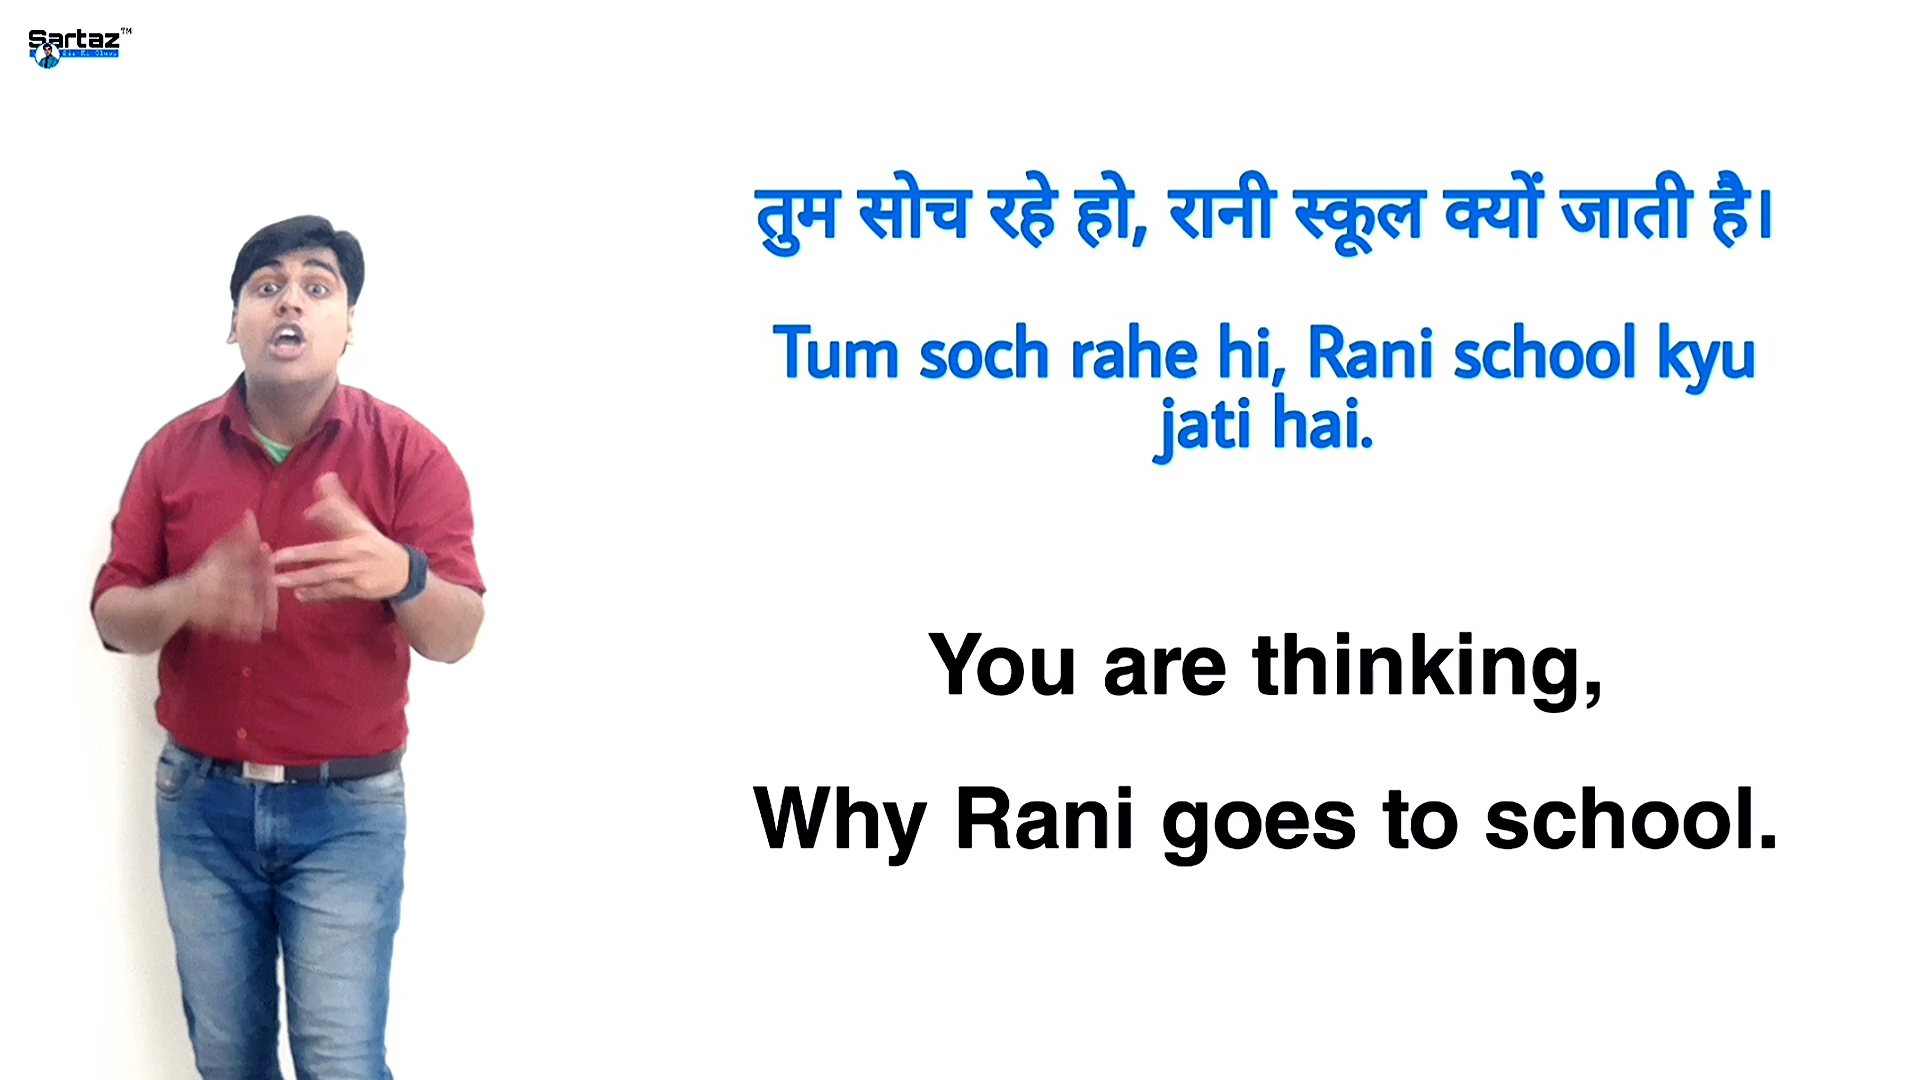 Sartaz™
तुम सोच रहे हो, रानी स्कूल क्यों जाती है।
Tum soch rahe hi, Rani school kyu
jati hai.
You are thinking,
Why Rani goes to school.